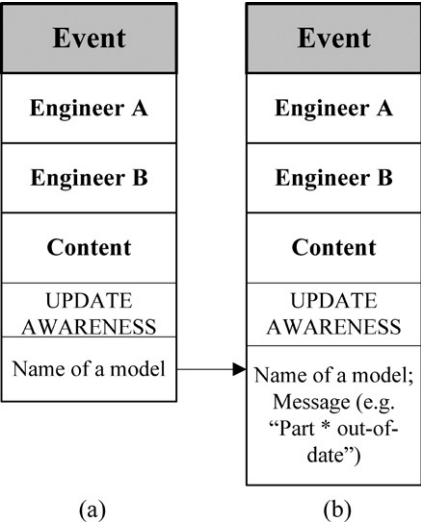 Event
Engineer A
Engineer B
Content
UPDATE
AWARENESS
Name of a model
(a)
Event
Engineer A
Engineer B
Content
UPDATE
AWARENESS
Name of a model;
Message (e.g.
“Part * out-of-
date”)
(b)